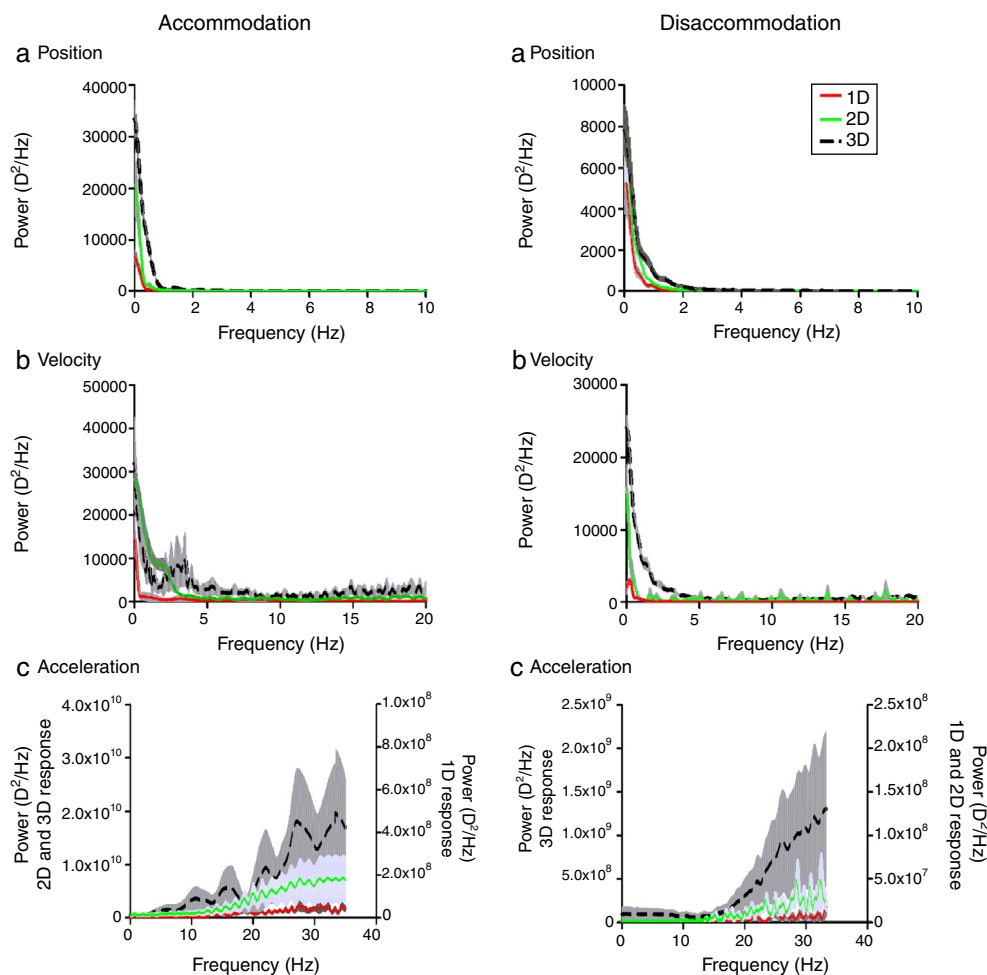 Accommodation
Disaccommodation
a Position
40000
30000
20000
10000
0
Power (D²/Hz)
0 2 4 6 8 10
Frequency (Hz)
a Position
10000
8000
6000
4000
2000
0
Power (D²/Hz)
0 2 4 6 8 10
Frequency (Hz)
1D
2D
3D
b Velocity
50000
40000
30000
20000
10000
0
Power (D²/Hz)
0 5 10 15 20
Frequency (Hz)
b Velocity
30000
20000
10000
0
Power (D²/Hz)
0 5 10 15 20
Frequency (Hz)
c Acceleration
4.0x10¹⁰
3.0x10¹⁰
2.0x10¹⁰
1.0x10¹⁰
0
Power (D²/Hz)
2D and 3D response
1.0x10⁸
8.0x10⁸
6.0x10⁸
4.0x10⁸
2.0x10⁸
0
Power (D²/Hz)
1D response
0 10 20 30 40
Frequency (Hz)
c Acceleration
2.5x10⁹
2.0x10⁹
1.5x10⁹
1.0x10⁹
5.0x10⁸
0
Power (D²/Hz)
3D response
2.5x10⁸
2.0x10⁸
1.5x10⁸
1.0x10⁸
5.0x10⁷
0
Power (D²/Hz)
1D and 2D response
0 10 20 30 40
Frequency (Hz)